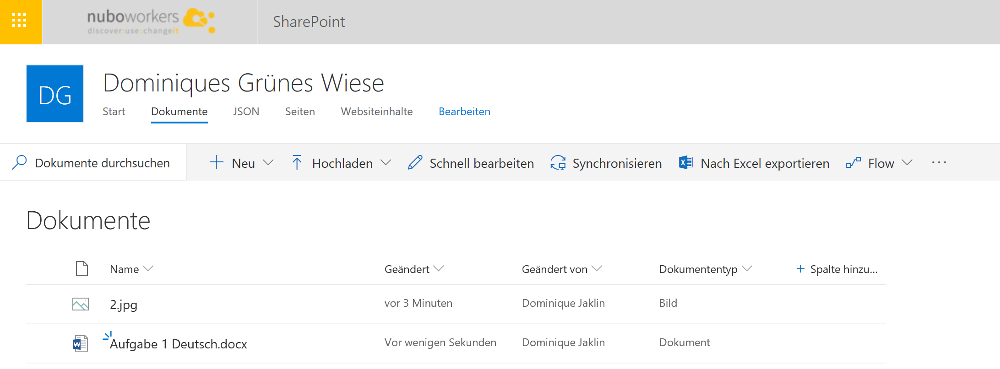 nuboworkers
discover:use:changeit
SharePoint
DG
Dominiques Grünes Wiese
Start Dokumente JSON Seiten Websiteinhalte Bearbeiten
Dokumente durchsuchen Neu Hochladen Schnell bearbeiten Synchronisieren Nach Excel exportieren Flow ...
Dokumente
Name Geändert Geändert von Dokumententyp + Spalte hinzu...
2.jpg vor 3 Minuten Dominique Jaklin Bild
Aufgabe 1 Deutsch.docx Vor wenigen Sekunden Dominique Jaklin Dokument